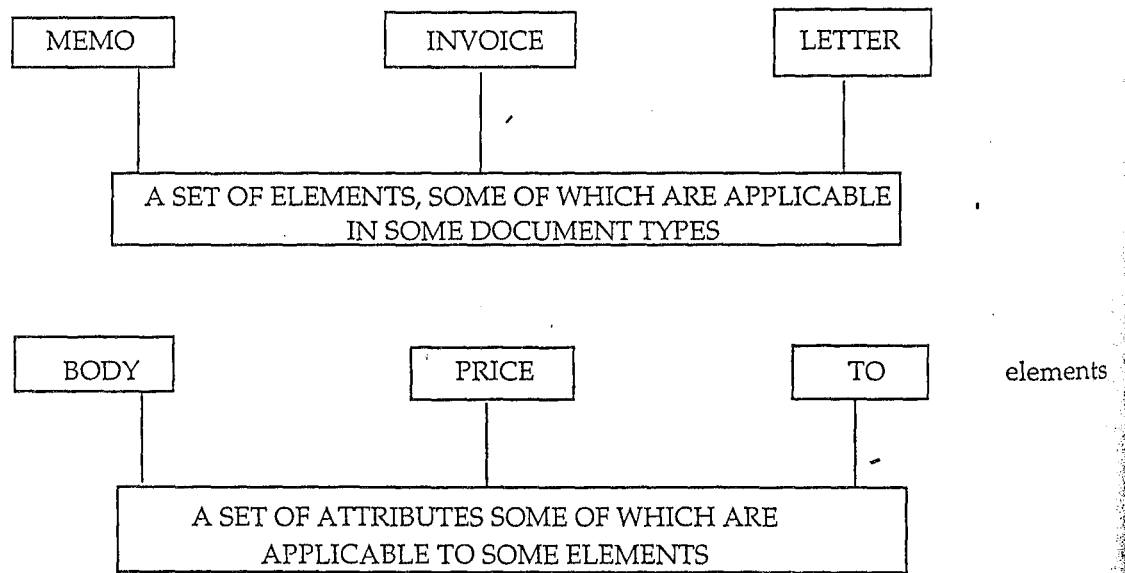 MEMO
INVOICE
LETTER
A SET OF ELEMENTS, SOME OF WHICH ARE APPLICABLE
IN SOME DOCUMENT TYPES
BODY
PRICE
TO
elements
A SET OF ATTRIBUTES SOME OF WHICH ARE
APPLICABLE TO SOME ELEMENTS